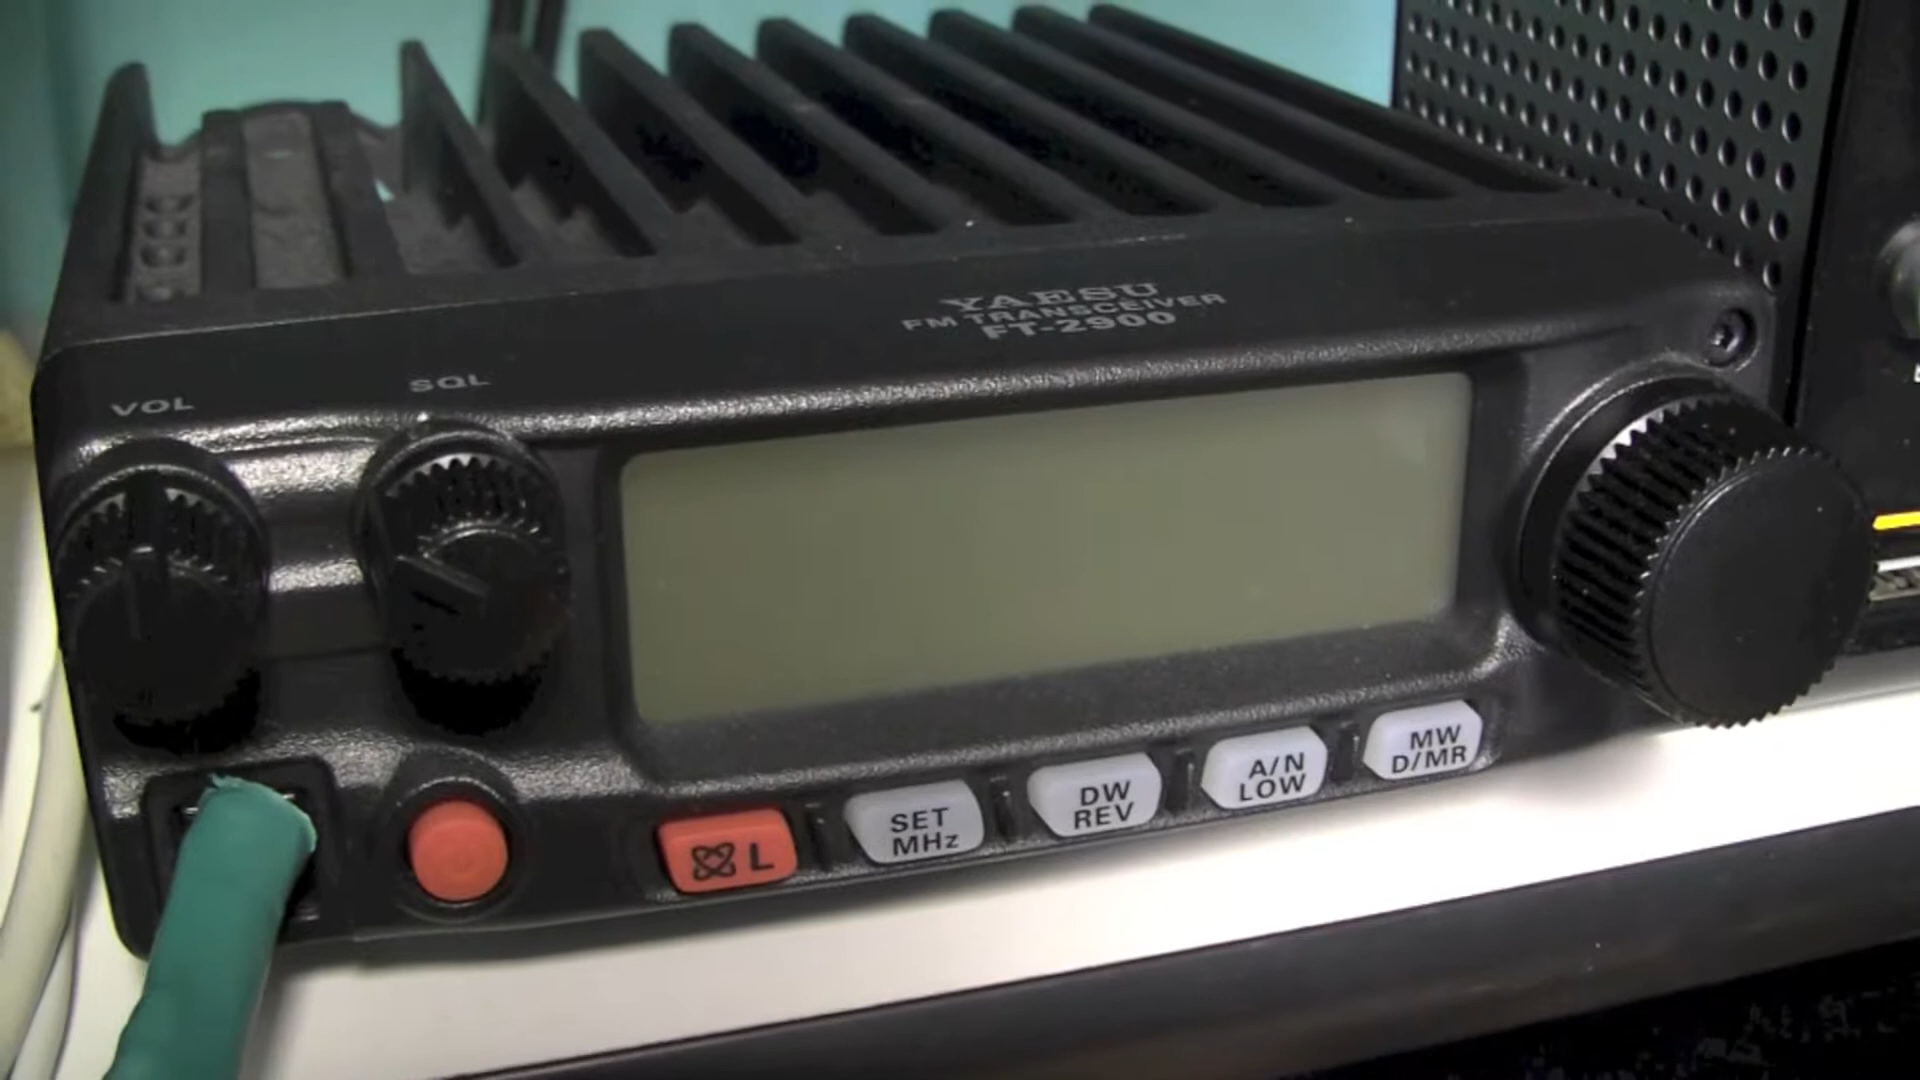 YAESU
FM TRANSCEIVER
FT-2900
VOL
SQL
L
SET
MHz
DW
REV
A/N
LOW
MW
D/MR